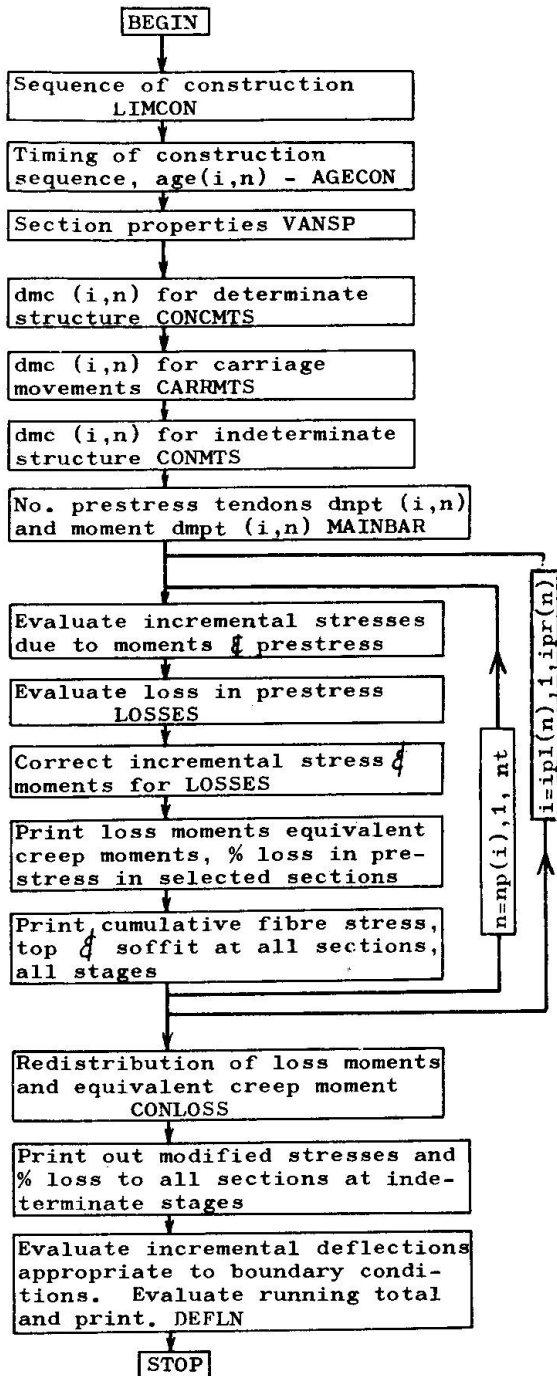 BEGIN
Sequence of construction
LIMCON
Timing of construction
sequence, age(i,n) - AGECON
Section properties VANSP
dmc (i,n) for determinate
structure CONCMTS
dmc (i,n) for carriage
movements CARRMTS
dmc (i,n) for indeterminate
structure CONMTS
No. prestress tendons dnpt (i,n)
and moment dmpt (i,n) MAINBAR
Evaluate incremental stresses
due to moments & prestress
Evaluate loss in prestress
LOSSES
Correct incremental stress &
moments for LOSSES
Print loss moments equivalent
creep moments, % loss in pre-
stress in selected sections
Print cumulative fibre stress,
top & soffit at all sections,
all stages
n=np(i),1, nt
i=ipl(n),1,ipr(n)
Redistribution of loss moments
and equivalent creep moment
CONLOSS
Print out modified stresses and
% loss to all sections at inde-
terminate stages
Evaluate incremental deflections
appropriate to boundary condi-
tions. Evaluate running total
and print. DEFLN
STOP